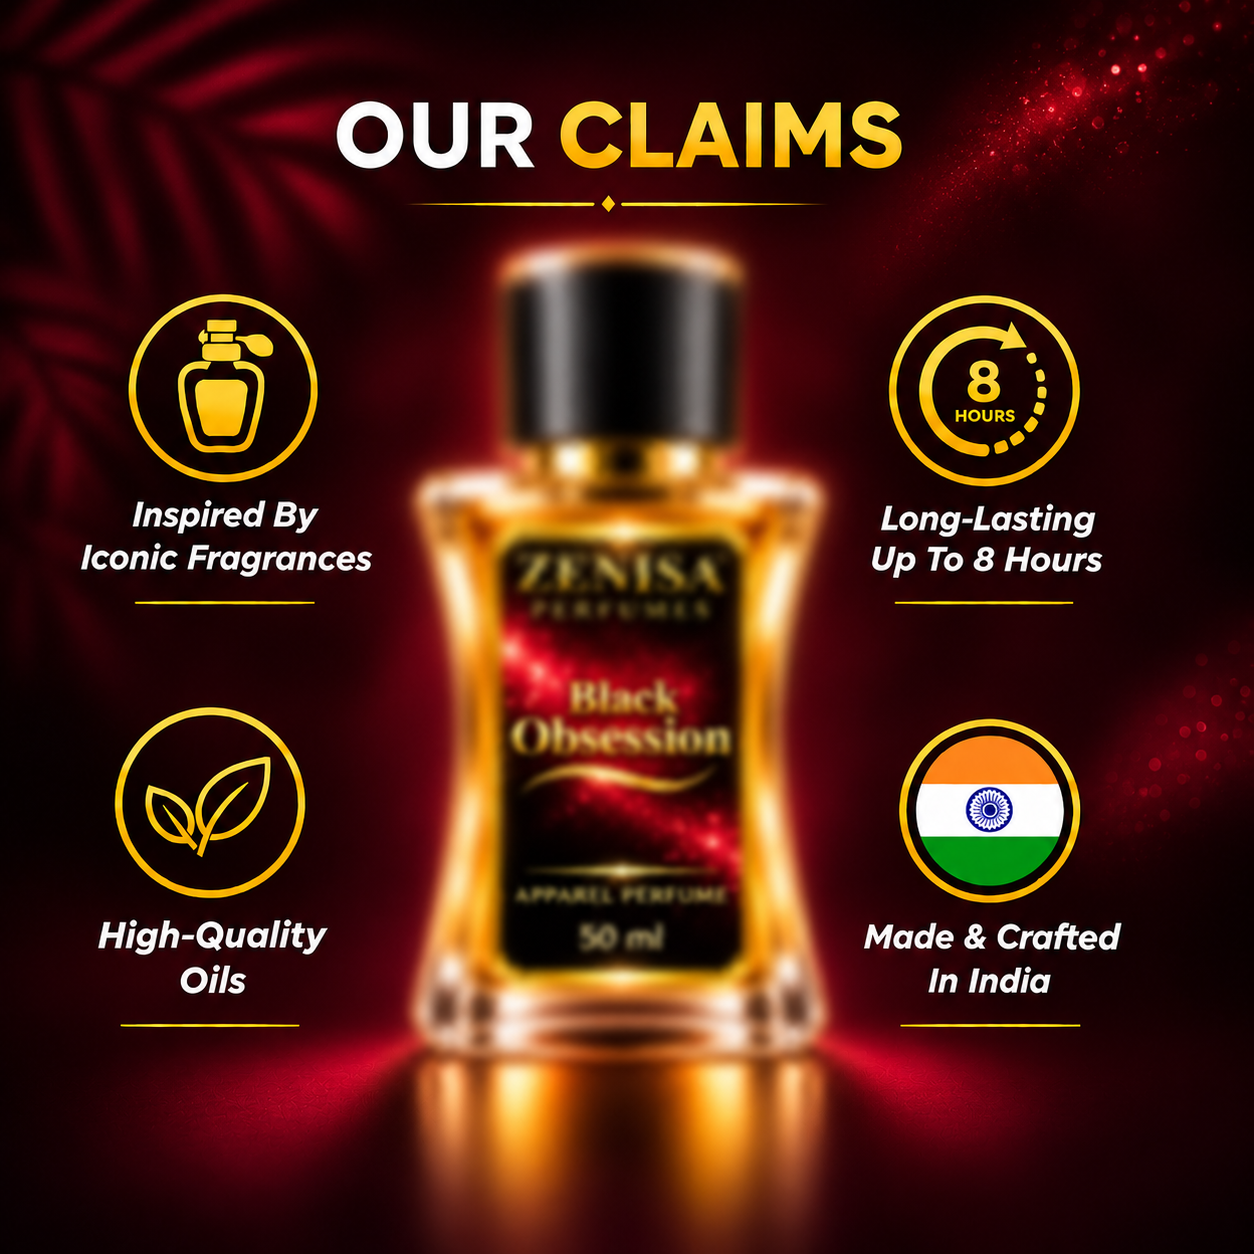 OUR CLAIMS
Inspired By
Iconic Fragrances
8
HOURS
Long-Lasting
Up To 8 Hours
ZENISA
PERFUMES
Black
Obsession
APPAREL PERFUME
50 ml
High-Quality
Oils
Made & Crafted
In India